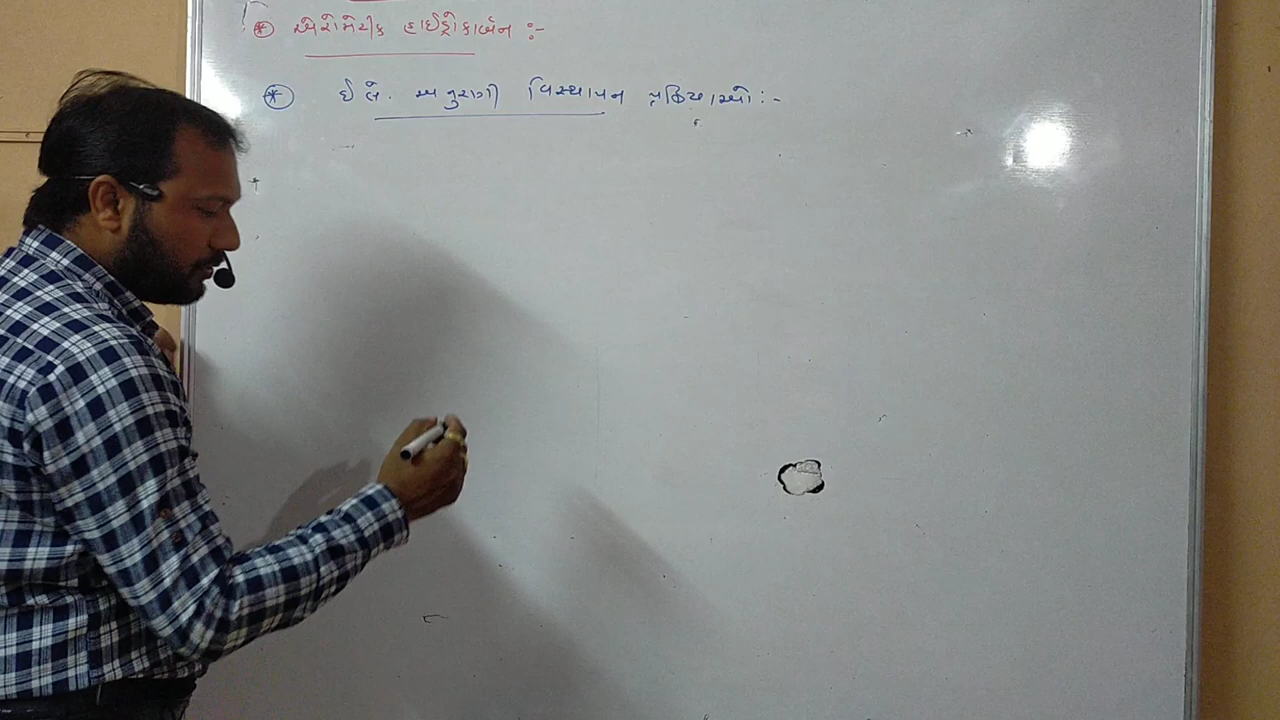 * એરોમેટીક હાઈડ્રોકાર્બન :-
* ઈલે. અનુરાગી વિસ્થાપન પ્રક્રિયાઓ :-